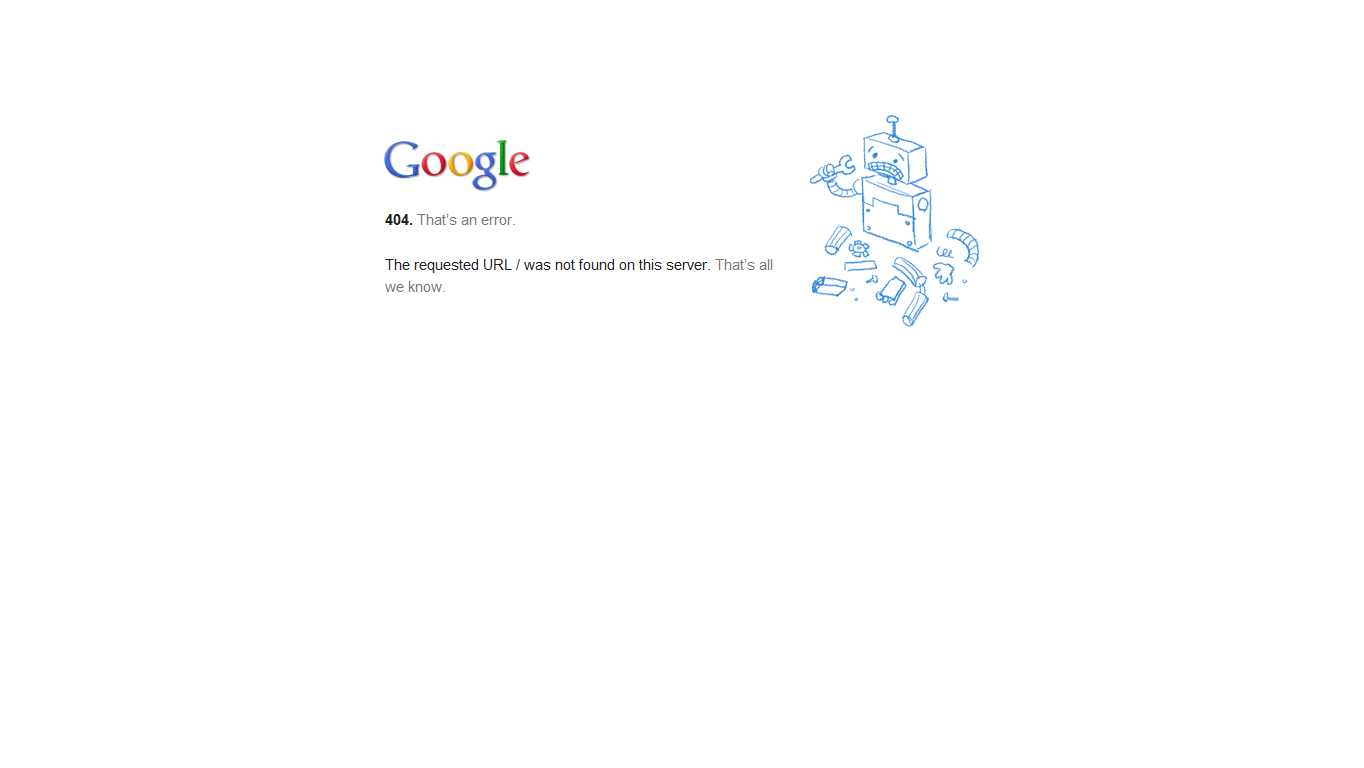 Google
404. That’s an error.
The requested URL / was not found on this server. That’s all
we know.